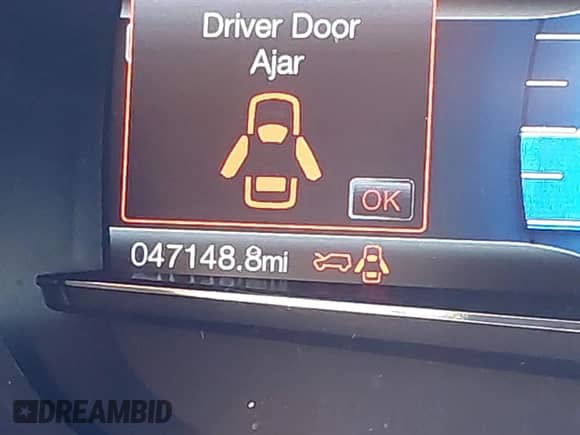 Driver Door
Ajar
OK
047148.8mi
DREAMBID